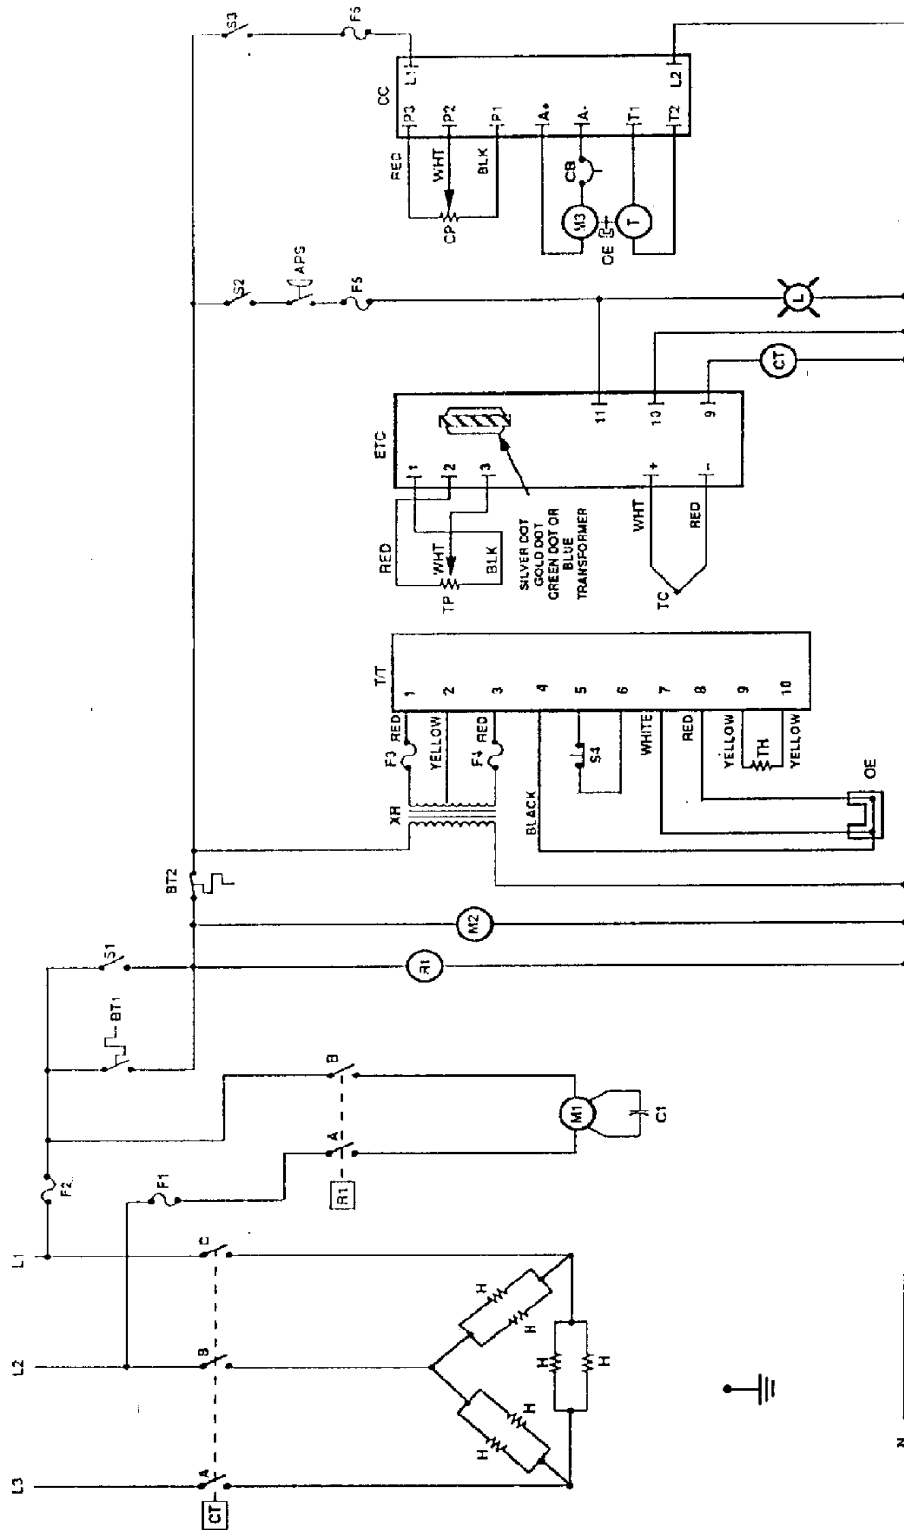 L3
L2
L1
F2
F1
CT
A
B
C
R1
A
B
M1
C1
H
H
H
H
H
H
N
BT1
S1
R1
M2
BT2
XR
F3
F4
RED
YELLOW
RED
BLACK
WHITE
RED
YELLOW
YELLOW
S4
TH
OE
T/T
1
2
3
4
5
6
7
8
9
10
ETC
1
2
3
RED
WHT
BLK
TP
SILVER DOT
GOLD DOT
GREEN DOT OR
BLUE
TRANSFORMER
WHT
RED
TC
+
-
11
10
9
CT
L
S2
APS
F5
S3
F6
CC
L1
L2
P3
P2
P1
A+
A-
T1
T2
RED
WHT
BLK
CP
CB
M3
OE
T